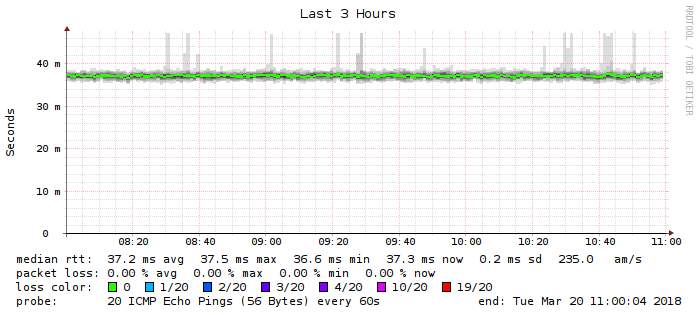 Last 3 Hours
RRDTOOL / TOBI OETIKER
Seconds
40 m
30 m
20 m
10 m
0
08:20 08:40 09:00 09:20 09:40 10:00 10:20 10:40 11:00
median rtt: 37.2 ms avg 37.5 ms max 36.6 ms min 37.3 ms now 0.2 ms sd 235.0 am/s
packet loss: 0.00 % avg 0.00 % max 0.00 % min 0.00 % now
loss color: 0 1/20 2/20 3/20 4/20 10/20 19/20
probe: 20 ICMP Echo Pings (56 Bytes) every 60s end: Tue Mar 20 11:00:04 2018